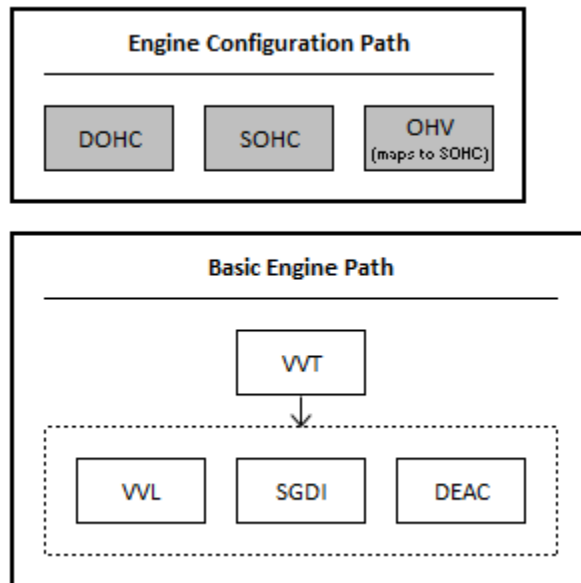 Engine Configuration Path
DOHC
SOHC
OHV
(maps to SOHC)
Basic Engine Path
VVT
VVL
SGDI
DEAC